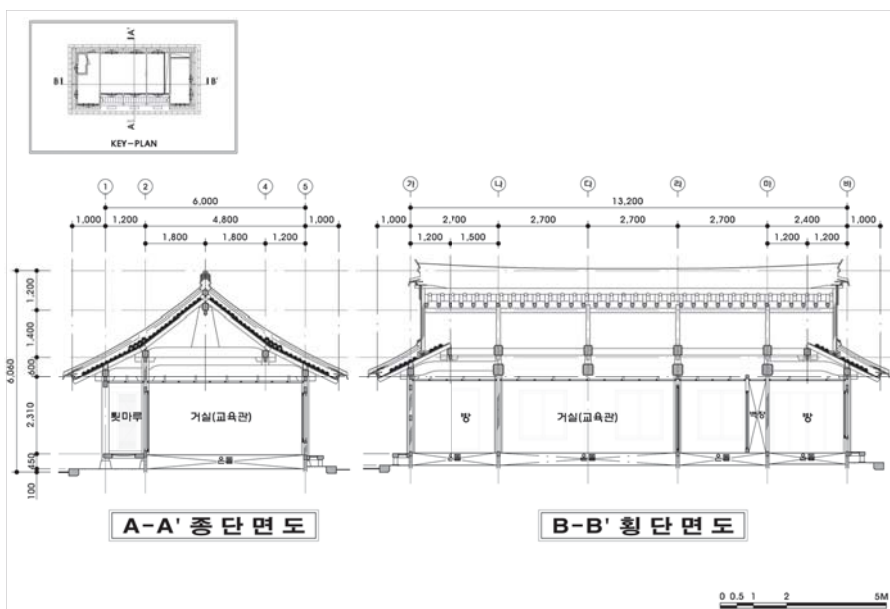 A'
B B'
A
KEY-PLAN
1 2 4 5
6,000
1,000 1,200 4,800 1,000
1,800 1,800 1,200
가 나 다 라 마 바
13,200
1,000 2,700 2,700 2,700 2,700 2,400 1,000
1,200 1,500 1,200 1,200
6,060
1,200
1,400
600
2,310
450
100
툇마루 거실(교육관)
온돌
방 거실(교육관) 벽장 방
온돌 온돌 온돌 온돌
A-A' 종단면도
B-B' 횡단면도
0 0.5 1 2 5M